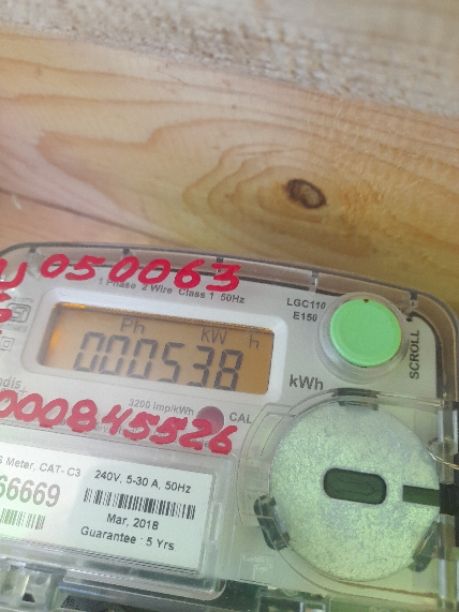 050063
1 Phase 2 Wire Class 1 50Hz
LGC110
E150
Ph kW h
000538
kWh
SCROLL
3200 imp/kWh
CAL
000845526
Meter, CAT- C3
240V, 5-30 A, 50Hz
66669
Mar, 2018
Guarantee : 5 Yrs